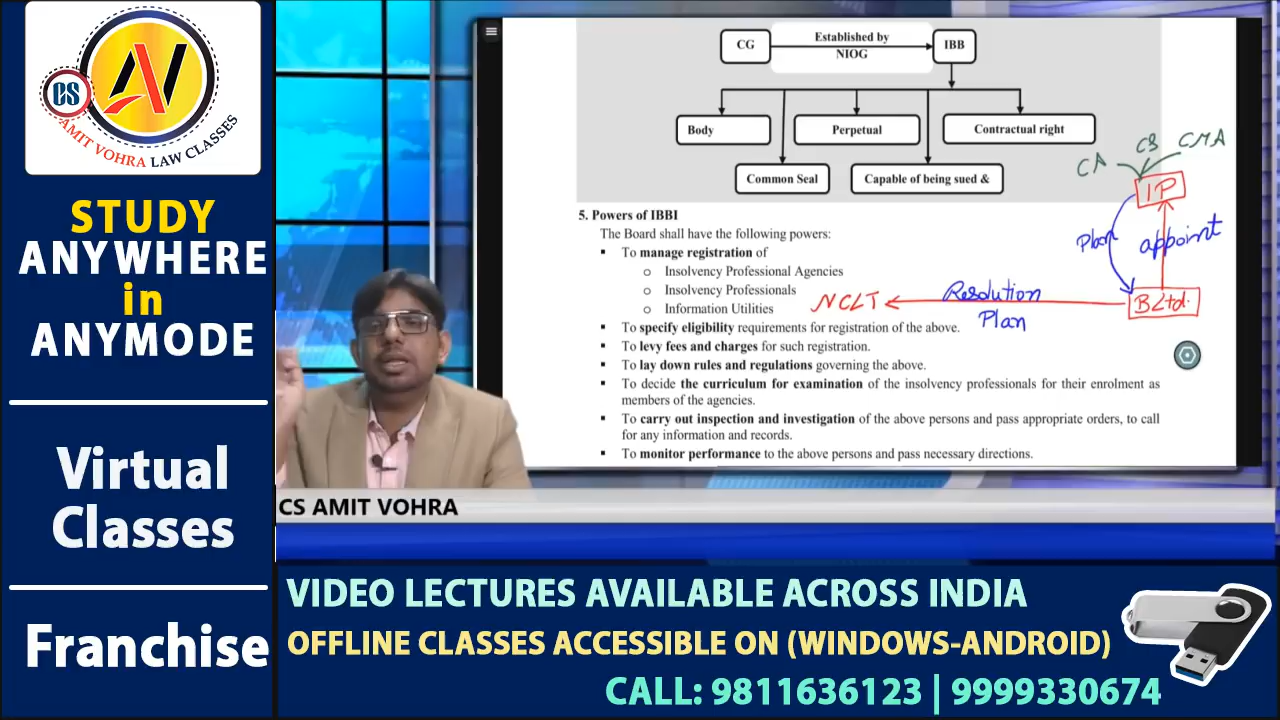 AV
CS
AMIT VOHRA LAW CLASSES
STUDY
ANYWHERE
in
ANYMODE
Virtual
Classes
Franchise
CG
Established by
NIOG
IBB
Body
Perpetual
Contractual right
Common Seal
Capable of being sued &
CA CS CMA
IP
Plan
appoint
B Ltd.
Resolution
Plan
NCLT
5. Powers of IBBI
The Board shall have the following powers:
▪ To manage registration of
o Insolvency Professional Agencies
o Insolvency Professionals
o Information Utilities
▪ To specify eligibility requirements for registration of the above.
▪ To levy fees and charges for such registration.
▪ To lay down rules and regulations governing the above.
▪ To decide the curriculum for examination of the insolvency professionals for their enrolment as
members of the agencies.
▪ To carry out inspection and investigation of the above persons and pass appropriate orders, to call
for any information and records.
▪ To monitor performance to the above persons and pass necessary directions.
CS AMIT VOHRA
VIDEO LECTURES AVAILABLE ACROSS INDIA
OFFLINE CLASSES ACCESSIBLE ON (WINDOWS-ANDROID)
CALL: 9811636123 | 9999330674